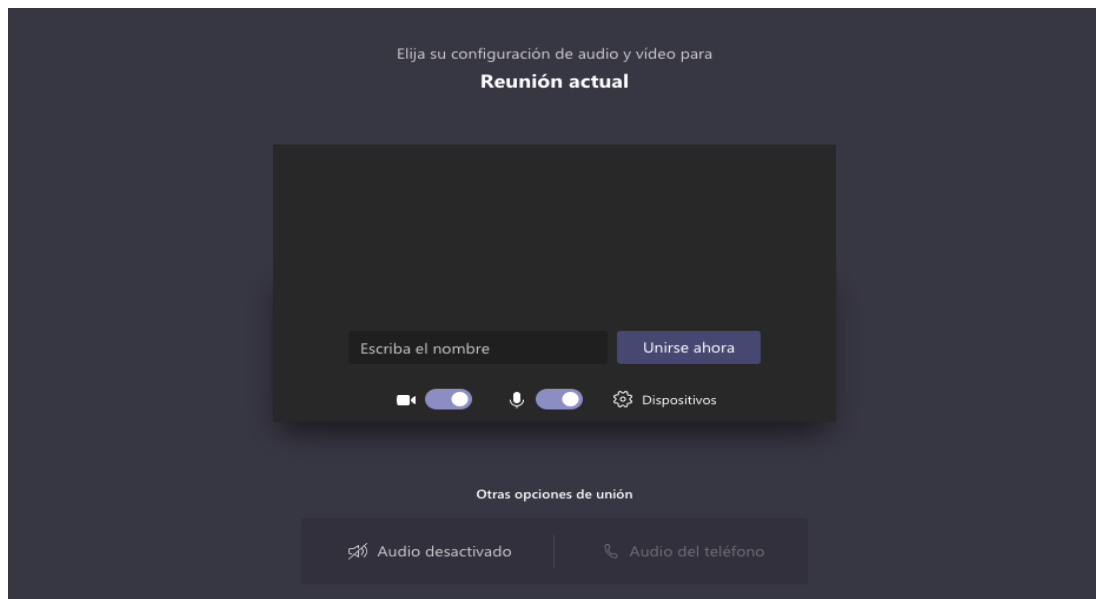 Elija su configuración de audio y vídeo para
Reunión actual
Escriba el nombre
Unirse ahora
Dispositivos
Otras opciones de unión
Audio desactivado
Audio del teléfono